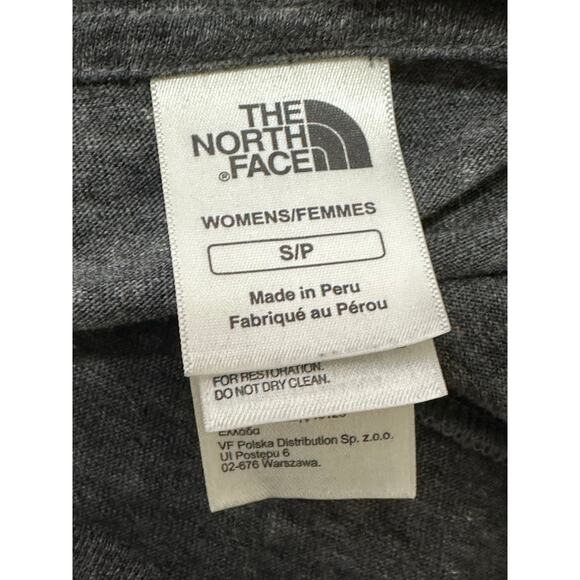 THE
NORTH
FACE
®
WOMENS/FEMMES
S/P
Made in Peru
Fabriqué au Pérou
FOR RESTORATION.
DO NOT DRY CLEAN.
Ελλάδα
VF Polska Distribution Sp. z.o.o.
Ul Postępu 6
02-676 Warszawa.